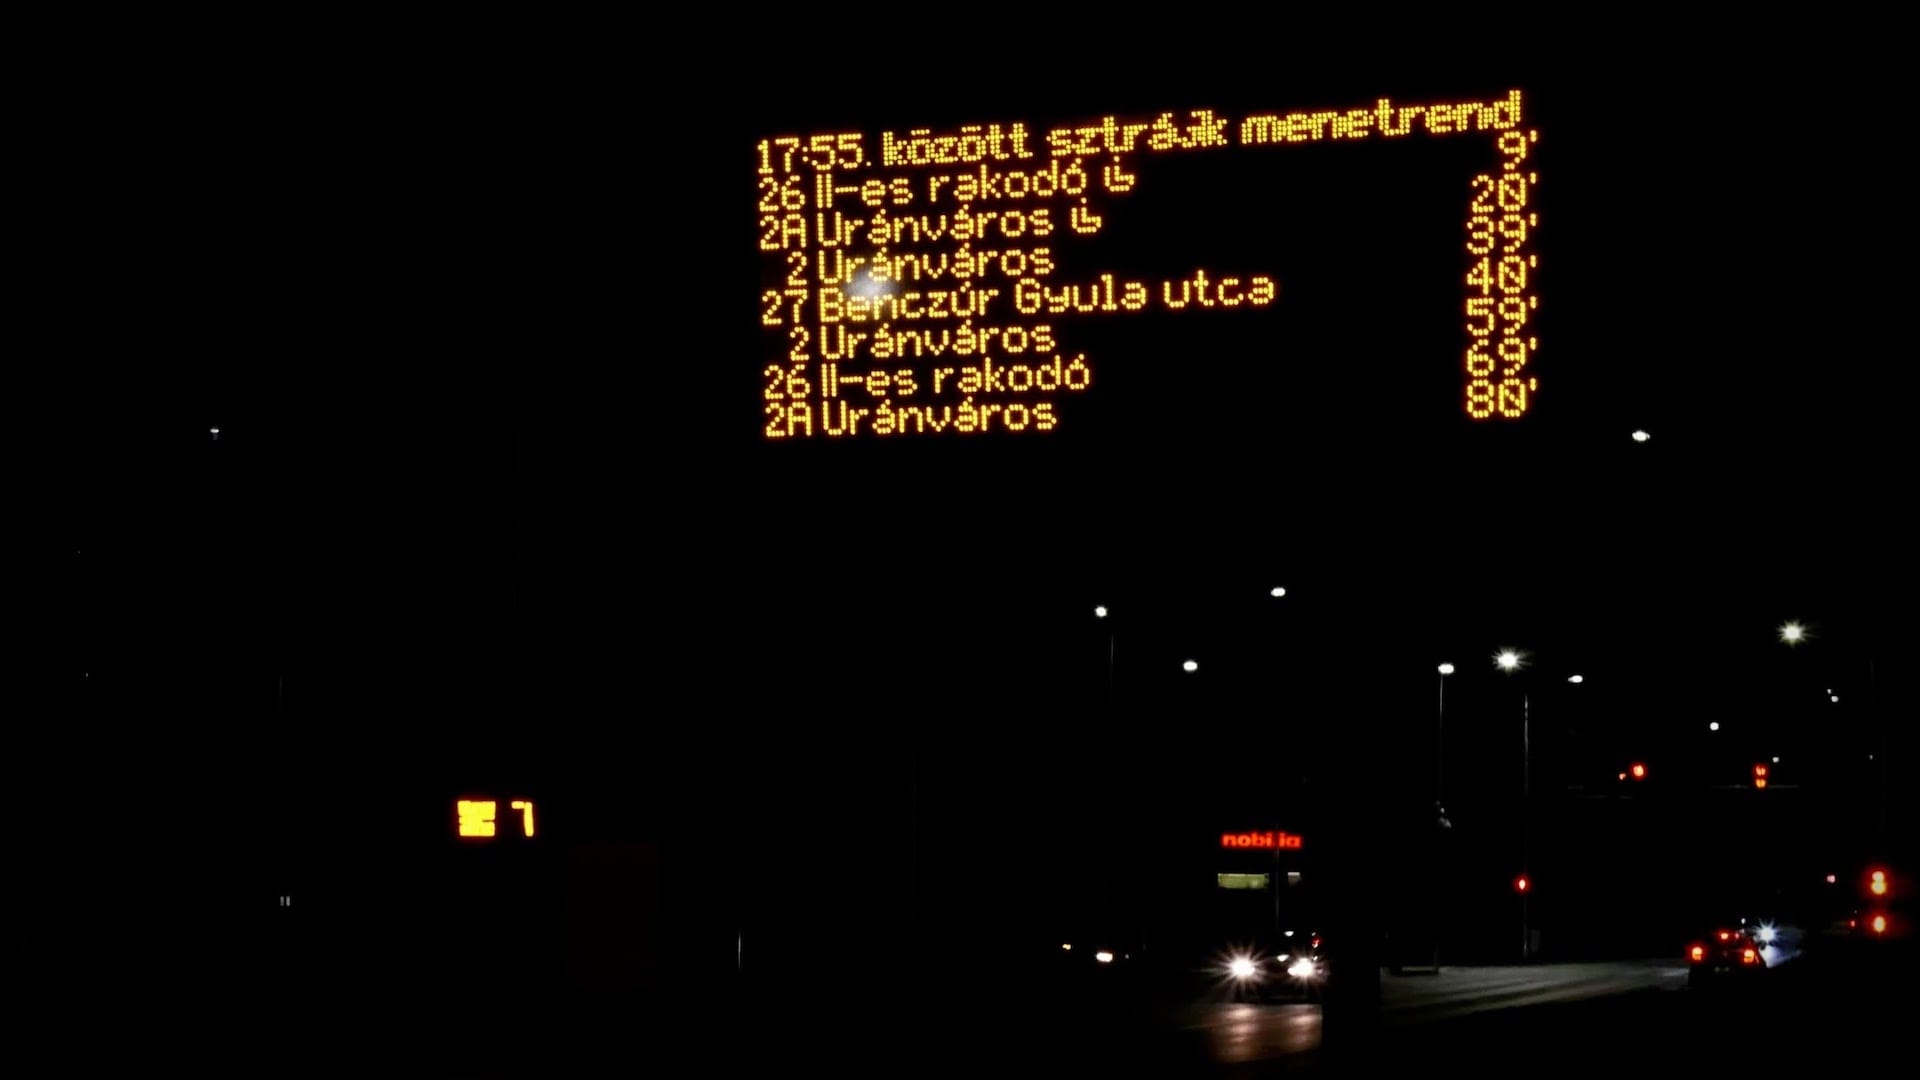 17:55. között sztrájk menetrend
26 II-es rakodó 9'
2A Uránváros 20'
2 Uránváros 39'
27 Benczúr Gyula utca 40'
2 Uránváros 59'
26 II-es rakodó 69'
2A Uránváros 80'
7
nobilia